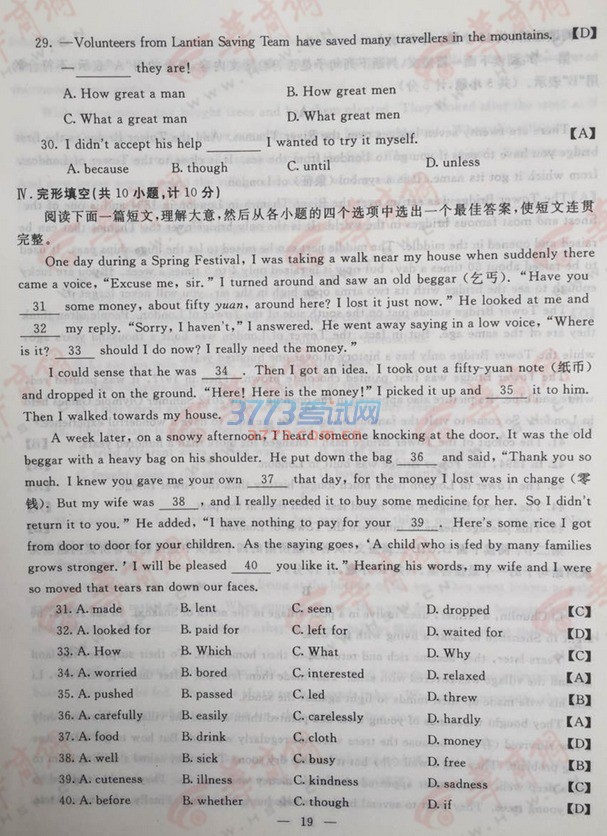 29. —Volunteers from Lantian Saving Team have saved many travellers in the mountains. 【D】
—________ they are!
A. How great a man B. How great men
C. What a great man D. What great men
30. I didn't accept his help ________ I wanted to try it myself. 【A】
A. because B. though C. until D. unless
Ⅳ. 完形填空(共 10 小题,计 10 分)
阅读下面一篇短文,理解大意,然后从各小题的四个选项中选出一个最佳答案,使短文连贯
完整。
One day during a Spring Festival, I was taking a walk near my house when suddenly there
came a voice, “Excuse me, sir.” I turned around and saw an old beggar (乞丐). “Have you
31 some money, about fifty yuan, around here? I lost it just now.” He looked at me and
32 my reply. “Sorry, I haven't,” I answered. He went away saying in a low voice, “Where
is it? 33 should I do now? I really need the money.”
I could sense that he was 34 . Then I got an idea. I took out a fifty-yuan note (纸币)
and dropped it on the ground. “Here! Here is the money!” I picked it up and 35 it to him.
Then I walked towards my house.
3773考试网
A week later, on a snowy afternoon, I heard someone knocking at the door. It was the old
beggar with a heavy bag on his shoulder. He put down the bag 36 and said, “Thank you so
much. I knew you gave me your own 37 that day, for the money I lost was in change (零
钱). But my wife was 38 , and I really needed it to buy some medicine for her. So I didn't
return it to you.” He added, “I have nothing to pay for your 39 . Here's some rice I got
from door to door for your children. As the saying goes, ‘A child who is fed by many families
grows stronger.’ I will be pleased 40 you like it.” Hearing his words, my wife and I were
so moved that tears ran down our faces.
31. A. made B. lent C. seen D. dropped 【C】
32. A. looked for B. paid for C. left for D. waited for 【D】
33. A. How B. Which C. What D. Why 【C】
34. A. worried B. bored C. interested D. relaxed 【A】
35. A. pushed B. passed C. led D. threw 【B】
36. A. carefully B. easily C. carelessly D. hardly 【A】
37. A. food B. drink C. cloth D. money 【D】
38. A. well B. sick C. busy D. free 【B】
39. A. cuteness B. illness C. kindness D. sadness 【C】
40. A. before B. whether C. though D. if 【D】
— 19 —